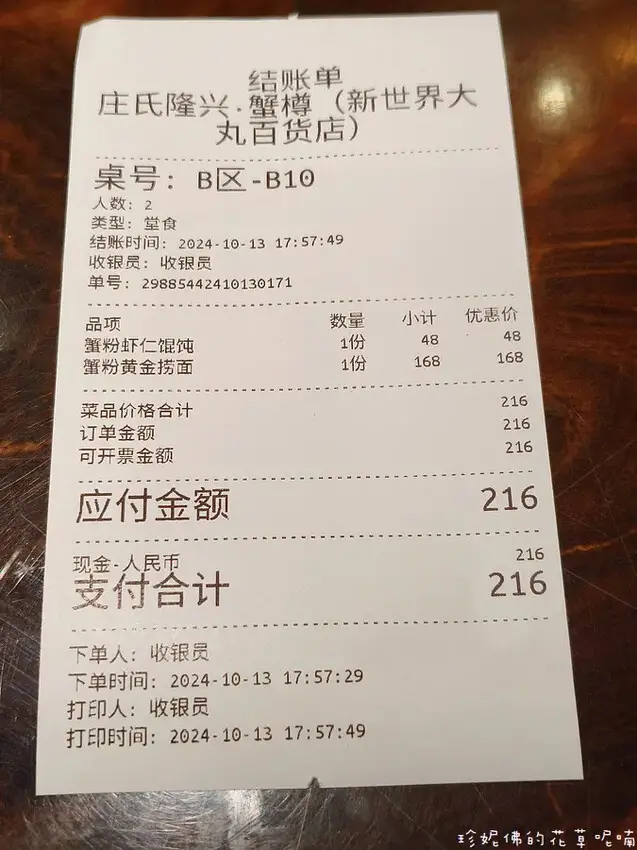 结账单
庄氏隆兴.蟹樽（新世界大
丸百货店）
桌号：B区-B10
人数：2
类型：堂食
结账时间：2024-10-13 17:57:49
收银员：收银员
单号：29885442410130171
品项 数量 小计 优惠价
蟹粉虾仁馄饨 1份 48 48
蟹粉黄金捞面 1份 168 168
菜品价格合计 216
订单金额 216
可开票金额 216
应付金额 216
现金-人民币 216
支付合计 216
下单人：收银员
下单时间：2024-10-13 17:57:29
打印人：收银员
打印时间：2024-10-13 17:57:49
珍妮佛的花草呢喃